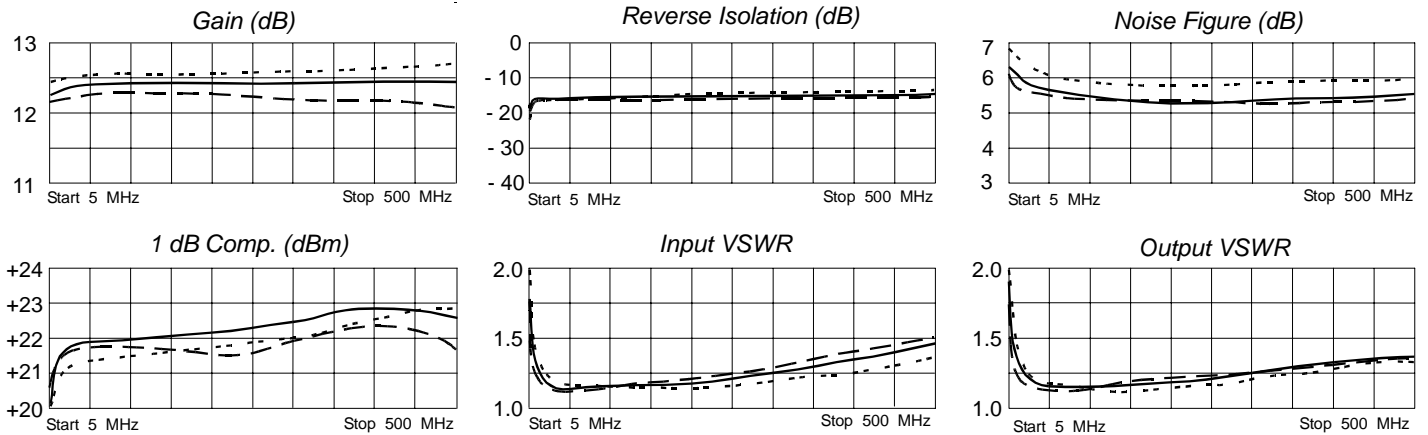 Gain (dB)
13
12
11
Start 5 MHz
Stop 500 MHz
Reverse Isolation (dB)
0
- 10
- 20
- 30
- 40
Start 5 MHz
Stop 500 MHz
Noise Figure (dB)
7
6
5
4
3
Start 5 MHz
Stop 500 MHz
1 dB Comp. (dBm)
+24
+23
+22
+21
+20
Start 5 MHz
Stop 500 MHz
Input VSWR
2.0
1.5
1.0
Start 5 MHz
Stop 500 MHz
Output VSWR
2.0
1.5
1.0
Start 5 MHz
Stop 500 MHz